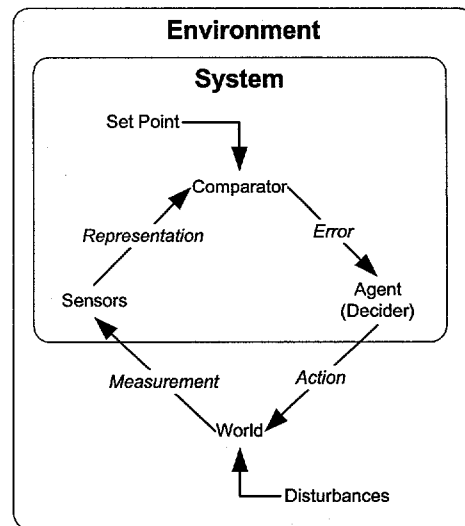 Environment
System
Set Point
Comparator
Representation
Error
Sensors
Agent
(Decider)
Measurement
Action
World
Disturbances